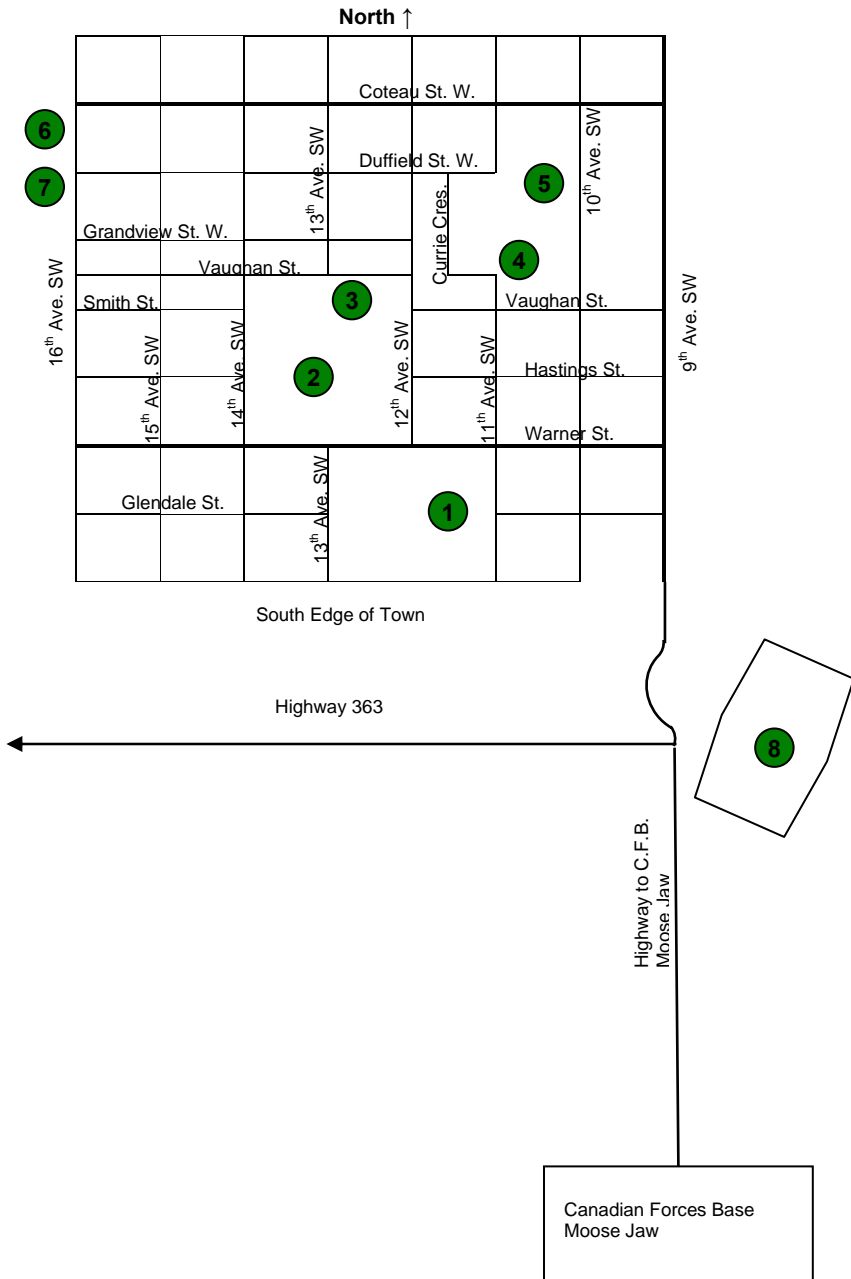 North ↑
Coteau St. W.
6
13th Ave. SW
Duffield St. W.
10th Ave. SW
7
5
Currie Cres.
Grandview St. W.
4
Vaughan St.
16th Ave. SW
Smith St.
3
Vaughan St.
9th Ave. SW
15th Ave. SW
14th Ave. SW
2
12th Ave. SW
11th Ave. SW
Hastings St.
Warner St.
Glendale St.
13th Ave. SW
1
South Edge of Town
Highway 363
8
Highway to C.F.B.
Moose Jaw
Canadian Forces Base
Moose Jaw